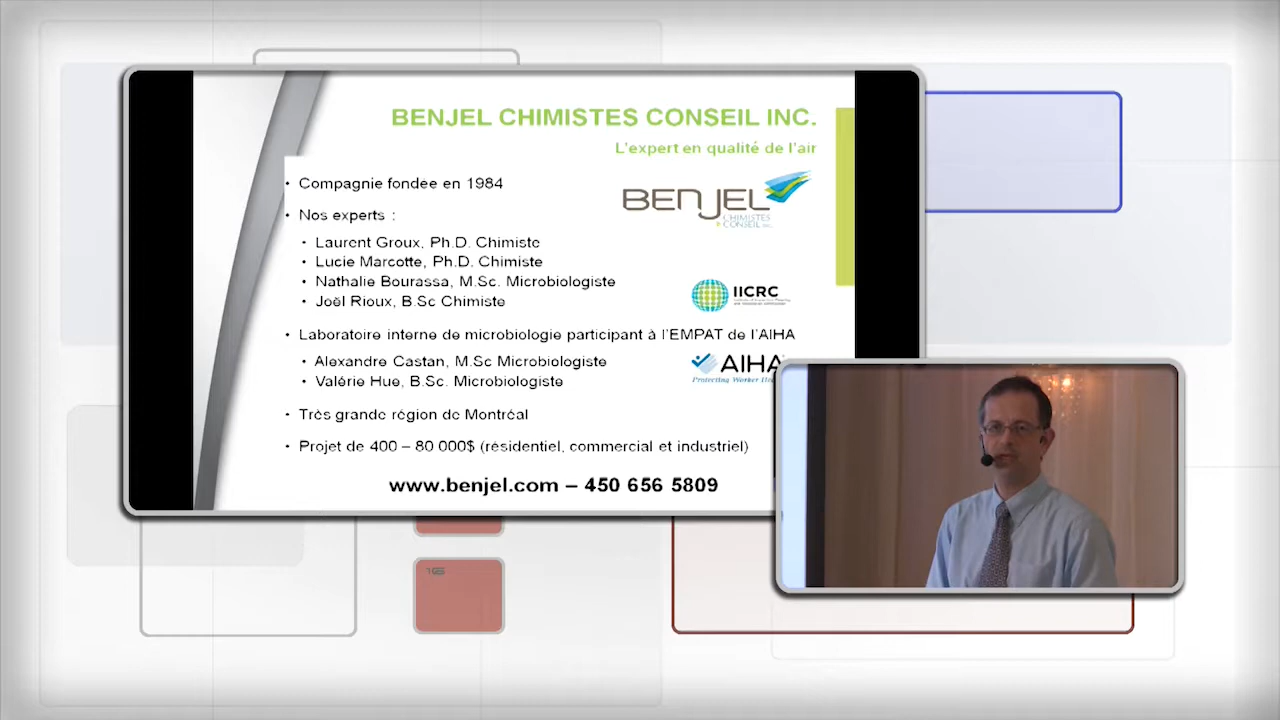 BENJEL CHIMISTES CONSEIL INC.
L'expert en qualité de l'air
• Compagnie fondee en 1984
BENJEL
CHIMISTES
CONSEIL INC.
• Nos experts :
• Laurent Groux, Ph.D. Chimiste
• Lucie Marcotte, Ph.D. Chimiste
• Nathalie Bourassa, M.Sc. Microbiologiste
• Joël Rioux, B.Sc Chimiste
IICRC
• Laboratoire interne de microbiologie participant à l'EMPAT de l'AIHA
• Alexandre Castan, M.Sc Microbiologiste
• Valérie Hue, B.Sc. Microbiologiste
AIHA
Protecting Worker
• Très grande région de Montréal
• Projet de 400 – 80 000$ (résidentiel, commercial et industriel)
www.benjel.com – 450 656 5809